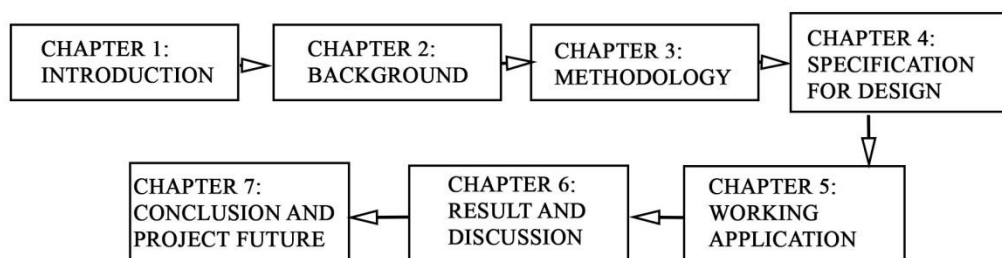 CHAPTER 1:
INTRODUCTION
CHAPTER 2:
BACKGROUND
CHAPTER 3:
METHODOLOGY
CHAPTER 4:
SPECIFICATION
FOR DESIGN
CHAPTER 5:
WORKING
APPLICATION
CHAPTER 6:
RESULT AND
DISCUSSION
CHAPTER 7:
CONCLUSION AND
PROJECT FUTURE